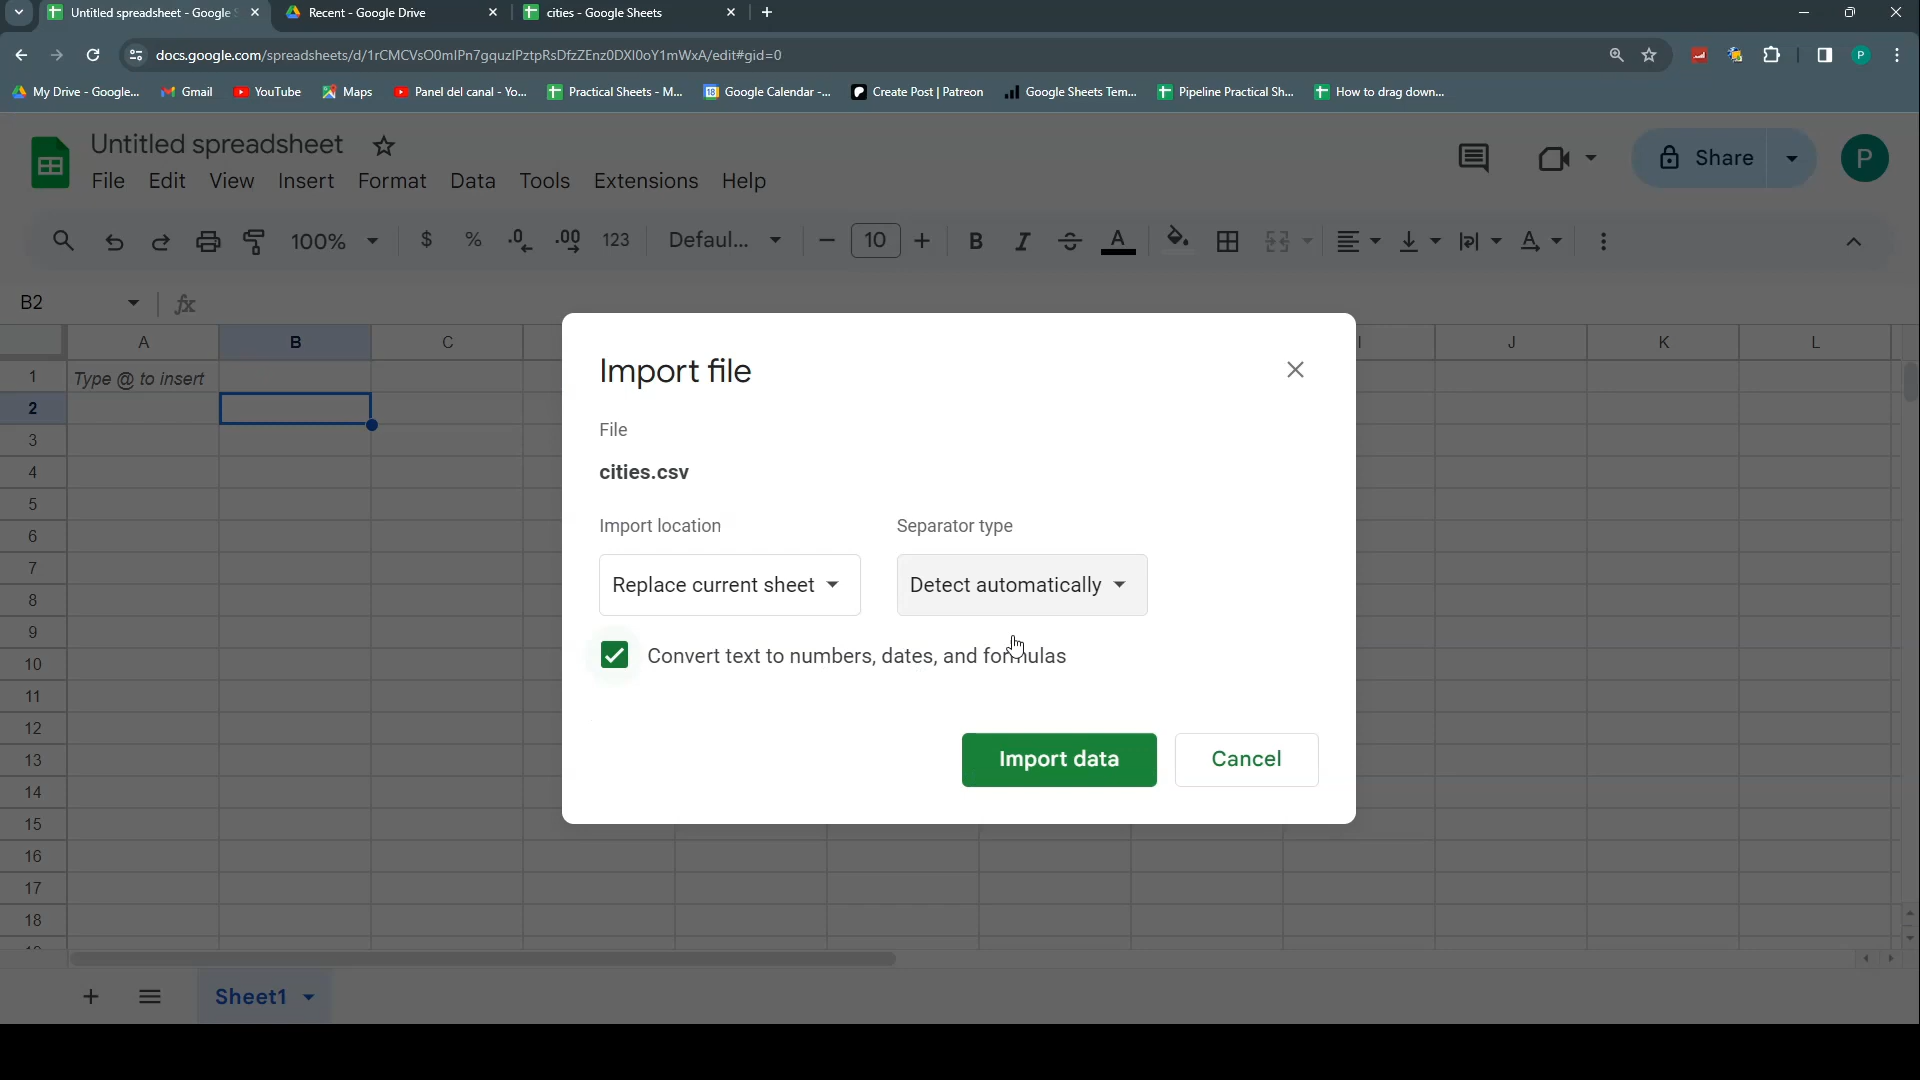 Untitled spreadsheet - Google S
Recent - Google Drive
cities - Google Sheets
docs.google.com/spreadsheets/d/1rCMCVsO0mlPn7gquzlPztpRsDfzZEnz0DXl0oY1mWxA/edit#gid=0
P
My Drive - Google...
Gmail
YouTube
Maps
Panel del canal - Yo...
Practical Sheets - M...
Google Calendar -...
Create Post | Patreon
Google Sheets Tem...
Pipeline Practical Sh...
How to drag down...
Untitled spreadsheet
File Edit View Insert Format Data Tools Extensions Help
Share
P
100%
$ % .0 .00 123
Defaul...
10
B I S A
B2
fx
A B C I J K L
1 Type @ to insert
2
3
4
5
6
7
8
9
10
11
12
13
14
15
16
17
18
Import file
File
cities.csv
Import location
Separator type
Replace current sheet
Detect automatically
Convert text to numbers, dates, and formulas
Import data
Cancel
Sheet1